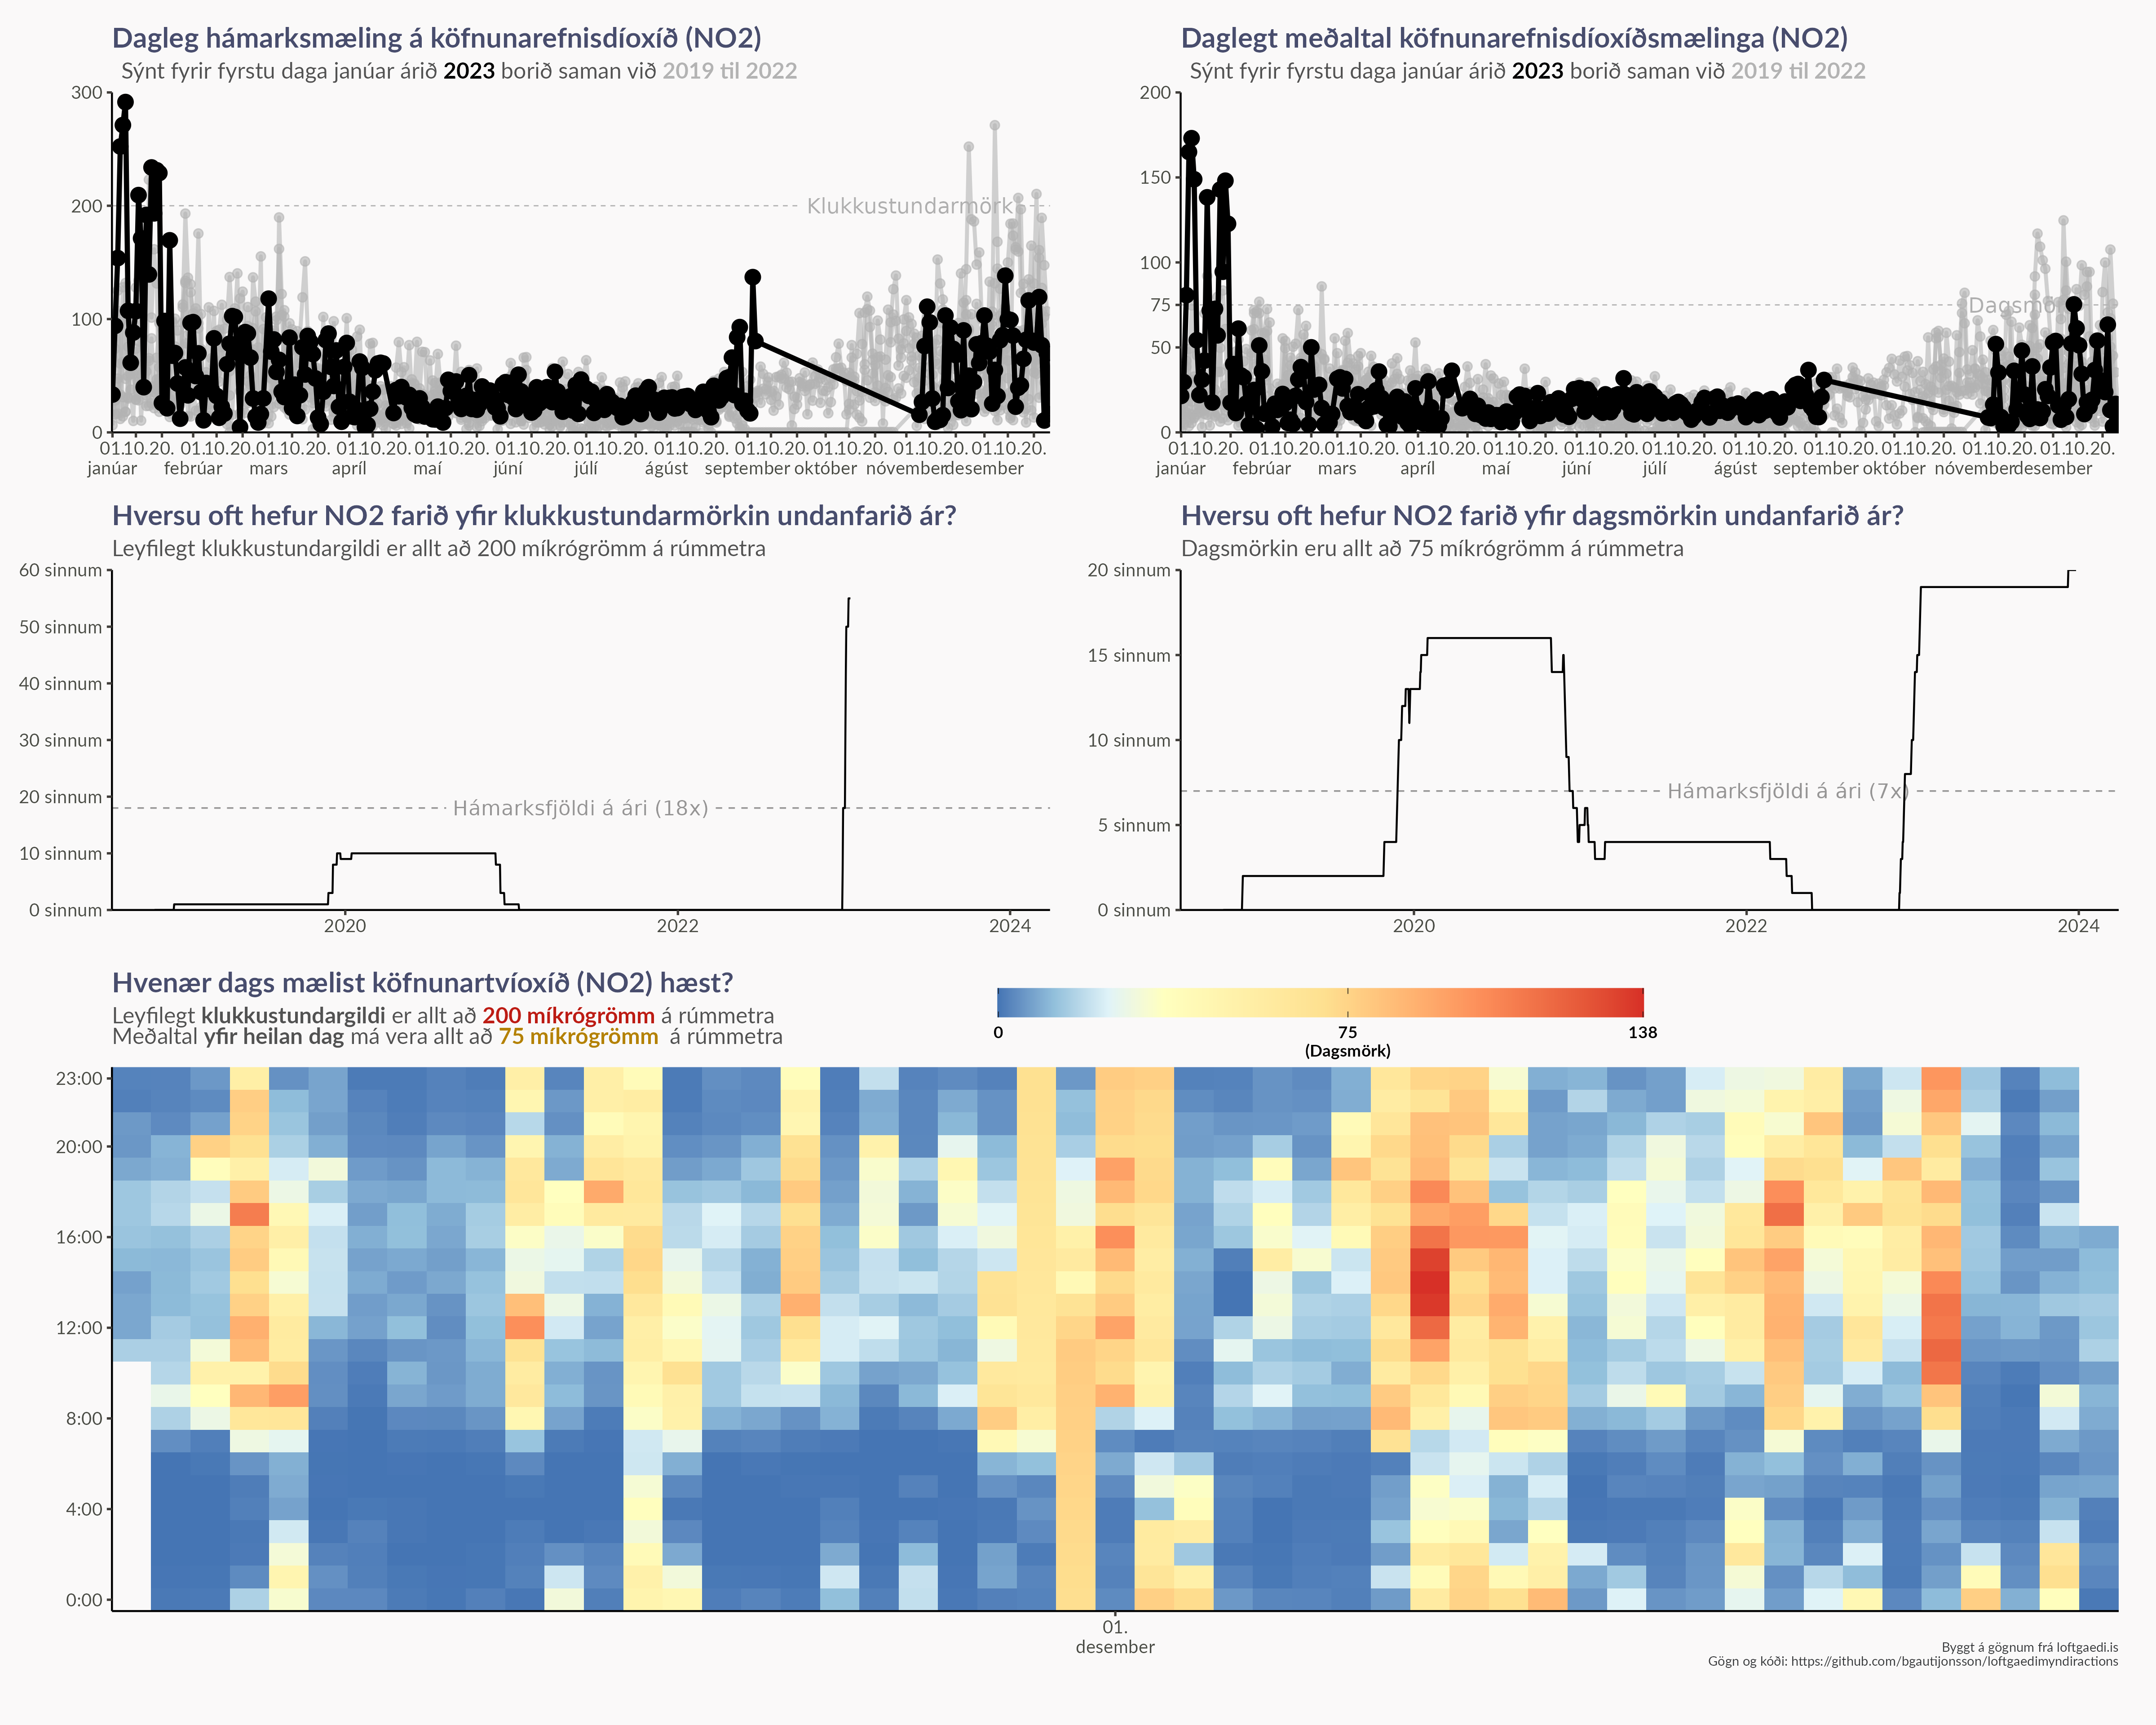 Dagleg hámarksmæling á köfnunarefnisdíoxíð (NO2)
Sýnt fyrir fyrstu daga janúar árið 2023 borið saman við 2019 til 2022
300
200
100
0
Klukkustundarmörk
01.10.20. 01.10.20. 01.10.20. 01.10.20. 01.10.20. 01.10.20. 01.10.20. 01.10.20. 01.10.20. 01.10.20. 01.10.20. 01.10.20.
janúar febrúar mars apríl maí júní júlí ágúst september október nóvember desember
Daglegt meðaltal köfnunarefnisdíoxíðsmælinga (NO2)
Sýnt fyrir fyrstu daga janúar árið 2023 borið saman við 2019 til 2022
200
150
100
75
50
0
01.10.20. 01.10.20. 01.10.20. 01.10.20. 01.10.20. 01.10.20. 01.10.20. 01.10.20. 01.10.20. 01.10.20. 01.10.20. 01.10.20.
janúar febrúar mars apríl maí júní júlí ágúst september október nóvember desember
Hversu oft hefur NO2 farið yfir klukkustundarmörkin undanfarið ár?
Leyfilegt klukkustundargildi er allt að 200 míkrógrömm á rúmmetra
60 sinnum
50 sinnum
40 sinnum
30 sinnum
20 sinnum
10 sinnum
0 sinnum
Hámarksfjöldi á ári (18x)
2020 2022 2024
Hversu oft hefur NO2 farið yfir dagsmörkin undanfarið ár?
Dagsmörkin eru allt að 75 míkrógrömm á rúmmetra
20 sinnum
15 sinnum
10 sinnum
5 sinnum
0 sinnum
Hámarksfjöldi á ári (7x)
2020 2022 2024
Hvenær dags mælist köfnunartvíoxíð (NO2) hæst?
Leyfilegt klukkustundargildi er allt að 200 míkrógrömm á rúmmetra
Meðaltal yfir heilan dag má vera allt að 75 míkrógrömm á rúmmetra
0 75 138
(Dagsmörk)
23:00
20:00
16:00
12:00
8:00
4:00
0:00
01.
desember
Byggt á gögnum frá loftgaedi.is
Gögn og kóði: https://github.com/bgautijonsson/loftgaedimyndiractions